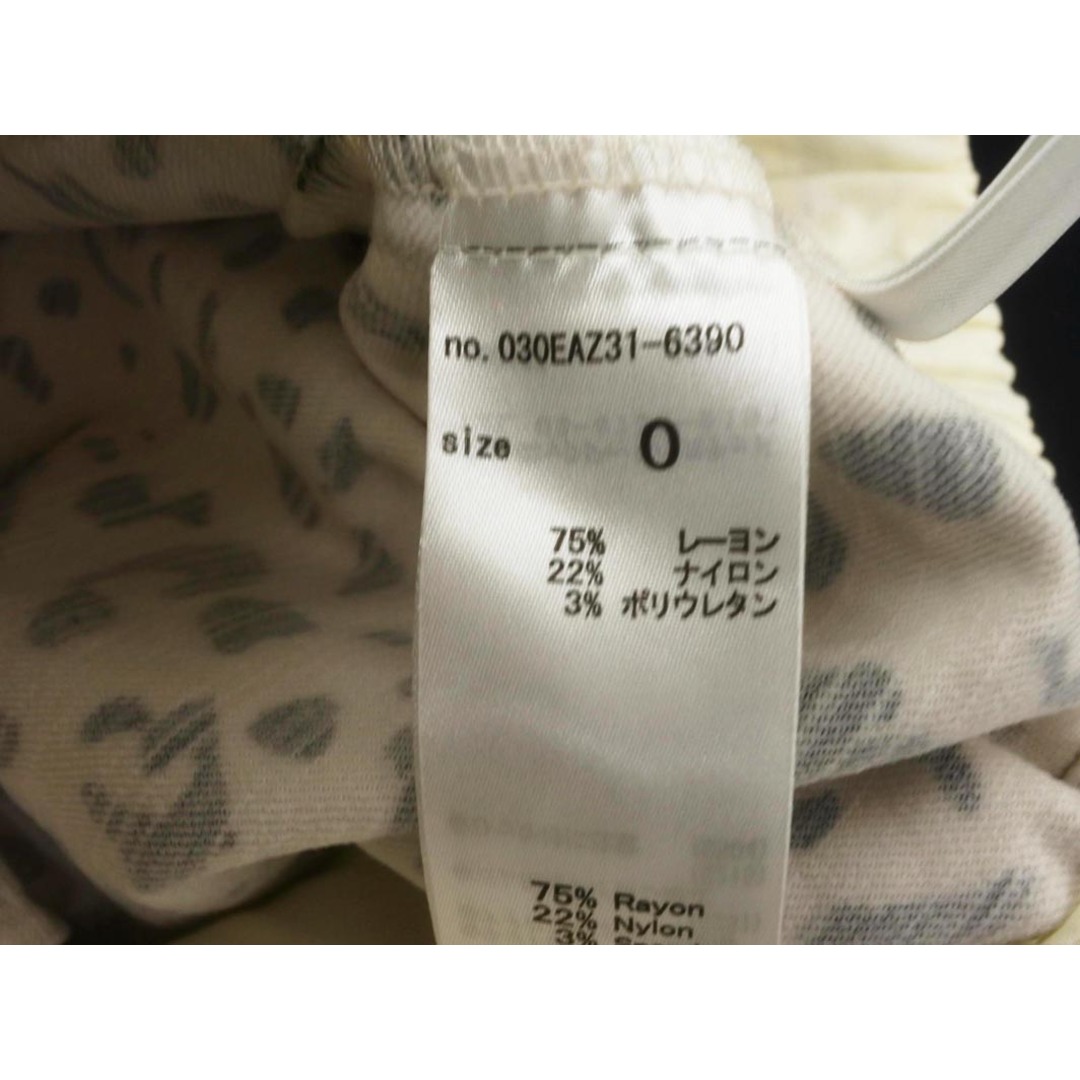 no. 030EAZ31-6390
size 0
75% レーヨン
22% ナイロン
3% ポリウレタン
75% Rayon
22% Nylon
3%